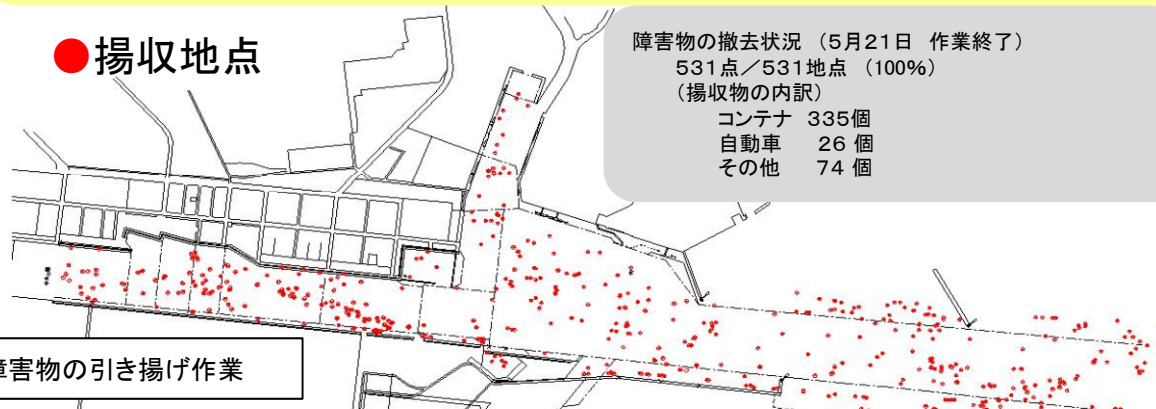 ●揚収地点
障害物の撤去状況 (5月21日 作業終了)
531点/531地点 (100%)
(揚収物の内訳)
コンテナ 335個
自動車 26 個
その他 74 個
障害物の引き揚げ作業